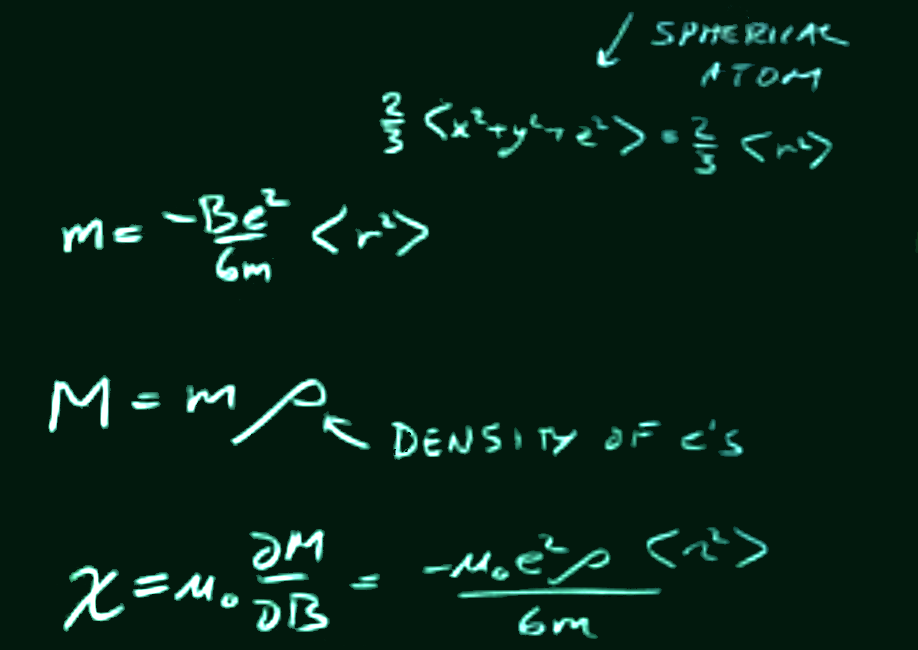 ↙ SPHERICAL
ATOM
2/3 <x²+y²+z²> = 2/3 <r²>
m = -Be²/6m <r²>
M = m ρ
↖ DENSITY OF e's
χ = μ₀ ∂M/∂B = -μ₀e²ρ <r²>/6m